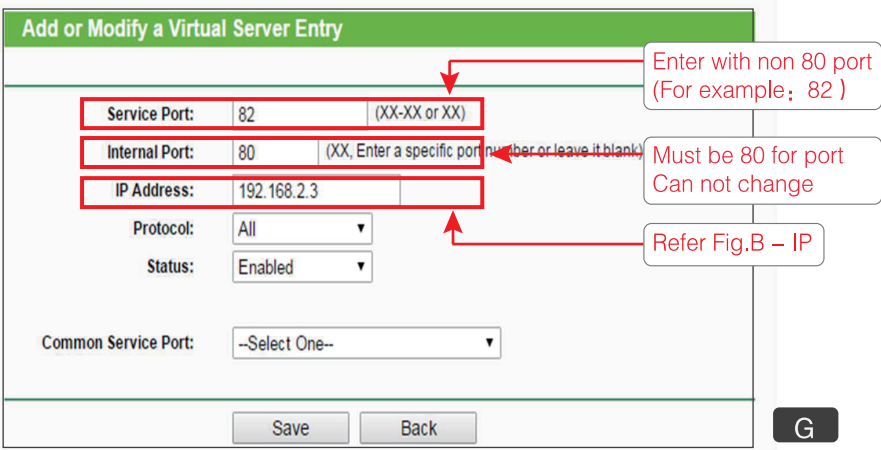 Add or Modify a Virtual Server Entry
Enter with non 80 port
(For example：82 )
Service Port: 82 (XX-XX or XX)
Internal Port: 80 (XX, Enter a specific port number or leave it blank)
Must be 80 for port
Can not change
IP Address: 192.168.2.3
Protocol: All
Refer Fig.B – IP
Status: Enabled
Common Service Port: --Select One--
Save Back
G